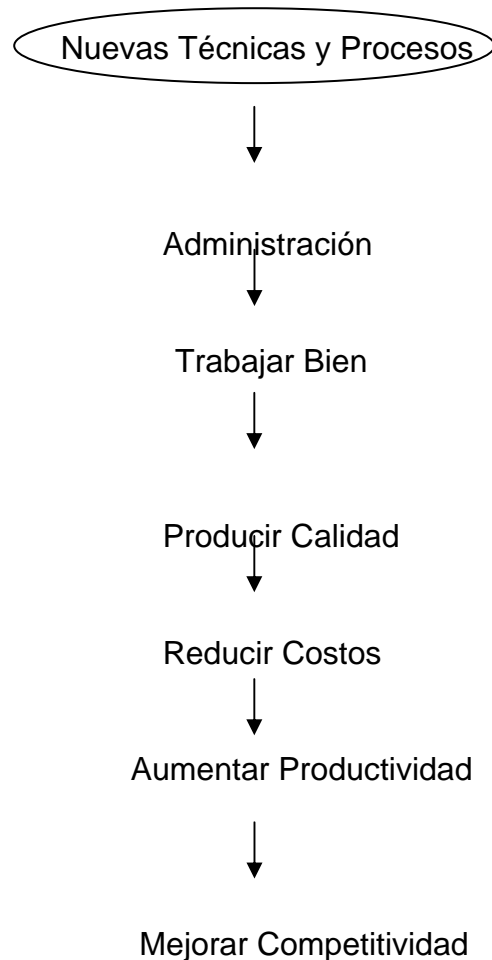 Nuevas Técnicas y Procesos
Administración
Trabajar Bien
Producir Calidad
Reducir Costos
Aumentar Productividad
Mejorar Competitividad